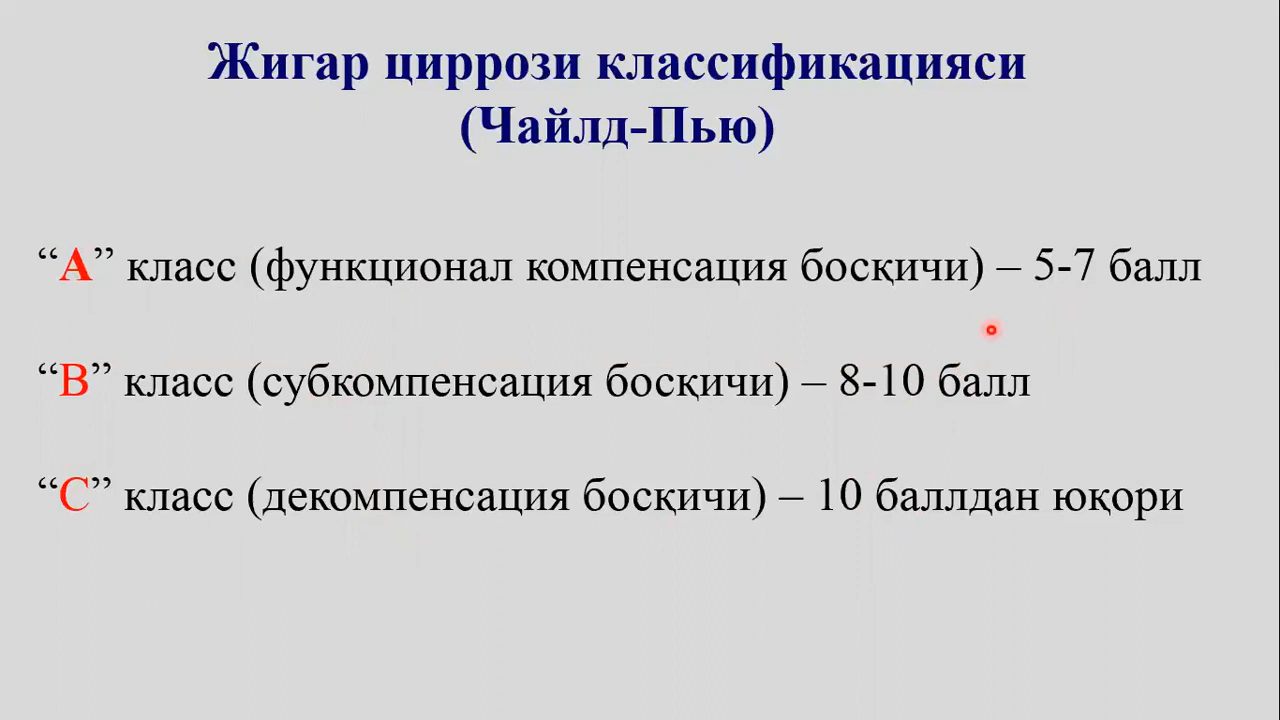 Жигар циррози классификацияси
(Чайлд-Пью)
“А” класс (функционал компенсация босқичи) – 5-7 балл
“В” класс (субкомпенсация босқичи) – 8-10 балл
“С” класс (декомпенсация босқичи) – 10 баллдан юқори